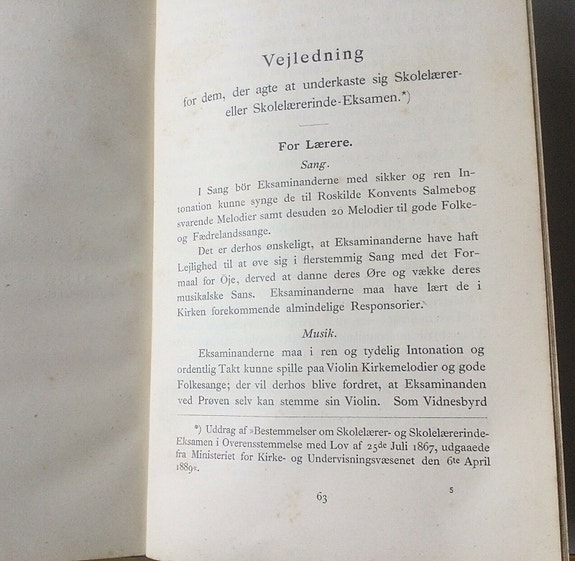 Vejledning
for dem, der agte at underkaste sig Skolelærer-
eller Skolelærerinde-Eksamen.*)
For Lærere.
Sang.
I Sang bör Eksaminanderne med sikker og ren In-
tonation kunne synge de til Roskilde Konvents Salmebog
svarende Melodier samt desuden 20 Melodier til gode Folke-
og Fædrelandssange.
Det er derhos ønskeligt, at Eksaminanderne have haft
Lejlighed til at øve sig i flerstemmig Sang med det For-
maal for Öje, derved at danne deres Øre og vække deres
musikalske Sans. Eksaminanderne maa have lært de i
Kirken forekommende almindelige Responsorier.
Musik.
Eksaminanderne maa i ren og tydelig Intonation og
ordentlig Takt kunne spille paa Violin Kirkemelodier og gode
Folkesange; der vil derhos blive fordret, at Eksaminanden
ved Prøven selv kan stemme sin Violin. Som Vidnesbyrd
*) Uddrag af »Bestemmelser om Skolelærer- og Skolelærerinde-
Eksamen i Overensstemmelse med Lov af 25de Juli 1867, udgaaede
fra Ministeriet for Kirke- og Undervisningsvæsenet den 6te April
1889«.
63
5